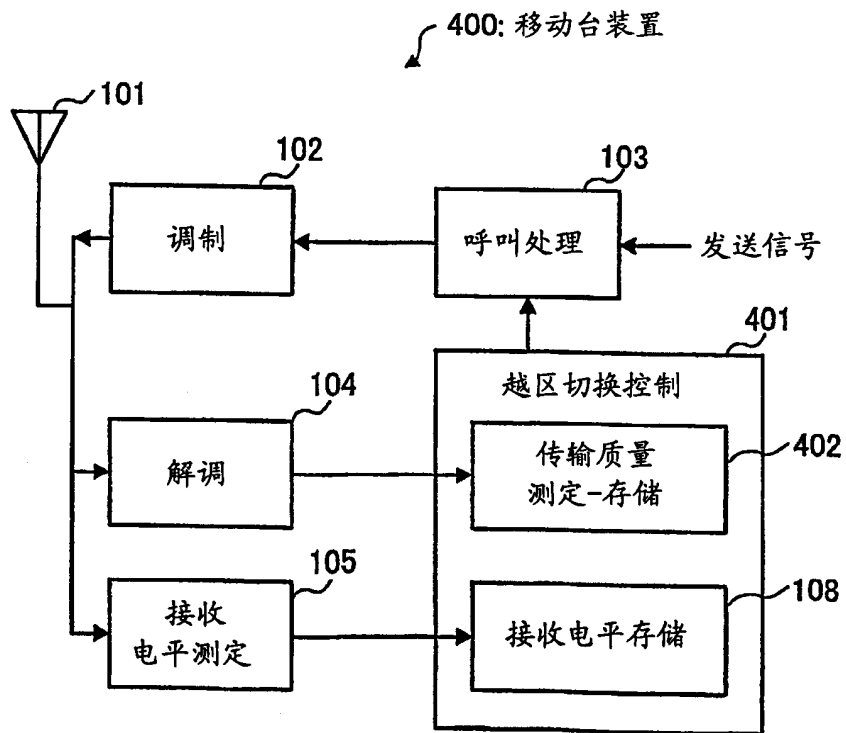 400: 移动台装置
101
102
103
调制
呼叫处理
发送信号
401
越区切换控制
104
解调
传输质量
测定-存储
402
105
接收
电平测定
108
接收电平存储